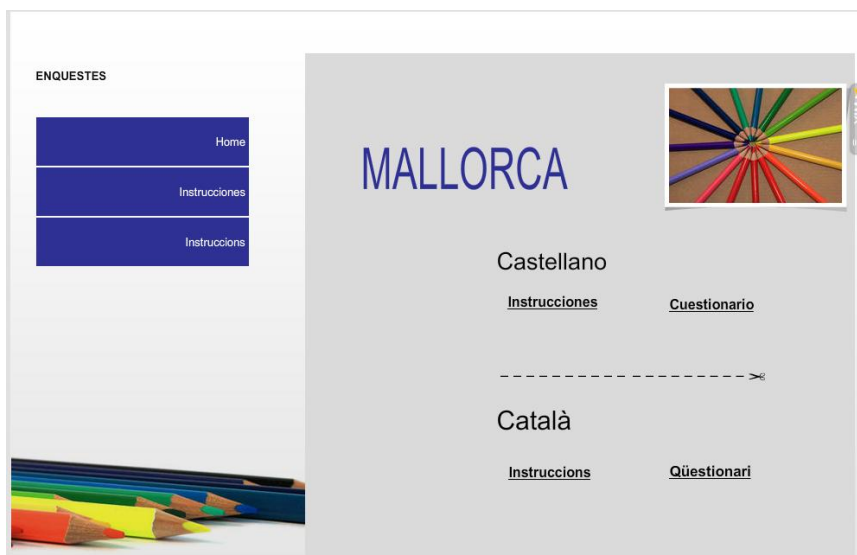 ENQUESTES
Home
Instrucciones
Instruccions
MALLORCA
Castellano
Instrucciones
Cuestionario
Català
Instruccions
Qüestionari